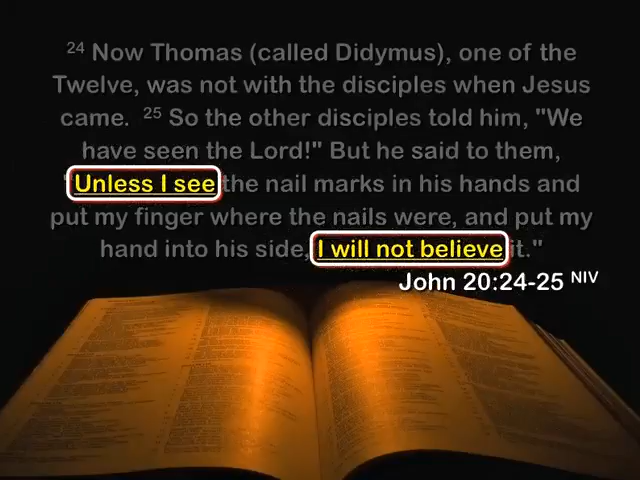 24 Now Thomas (called Didymus), one of the
Twelve, was not with the disciples when Jesus
came. 25 So the other disciples told him, "We
have seen the Lord!" But he said to them,
"Unless I see the nail marks in his hands and
put my finger where the nails were, and put my
hand into his side, I will not believe it."
John 20:24-25 NIV